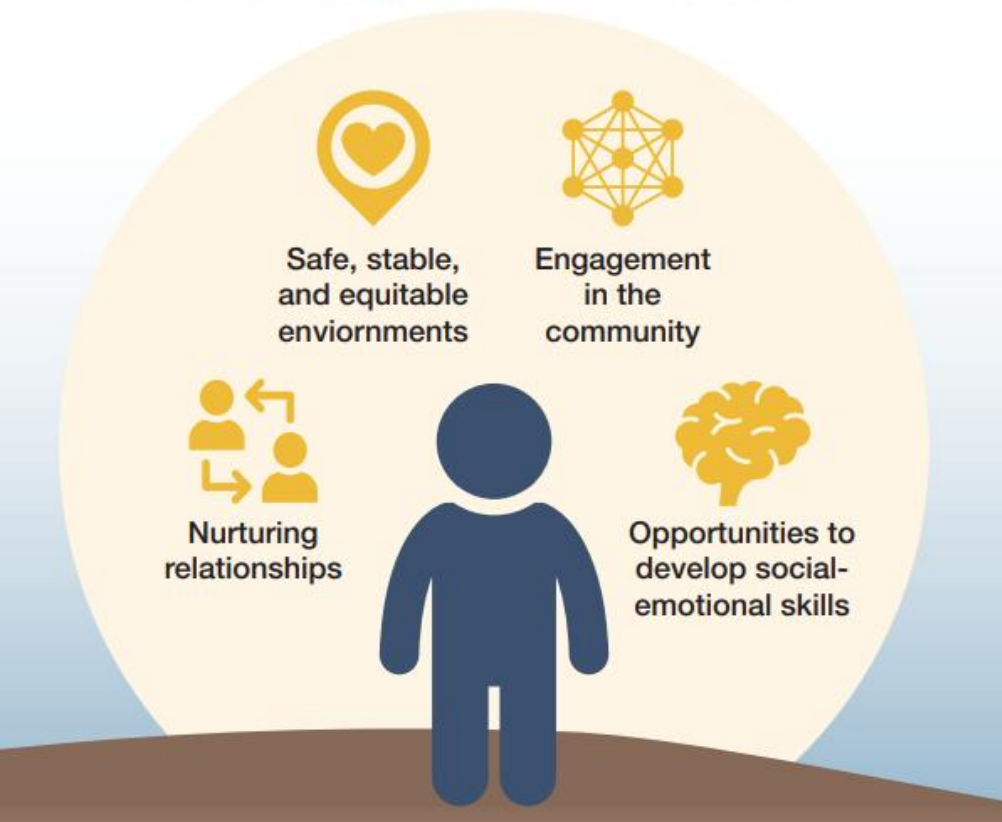 Safe, stable,
and equitable
enviornments
Engagement
in the
community
Nurturing
relationships
Opportunities to
develop social-
emotional skills